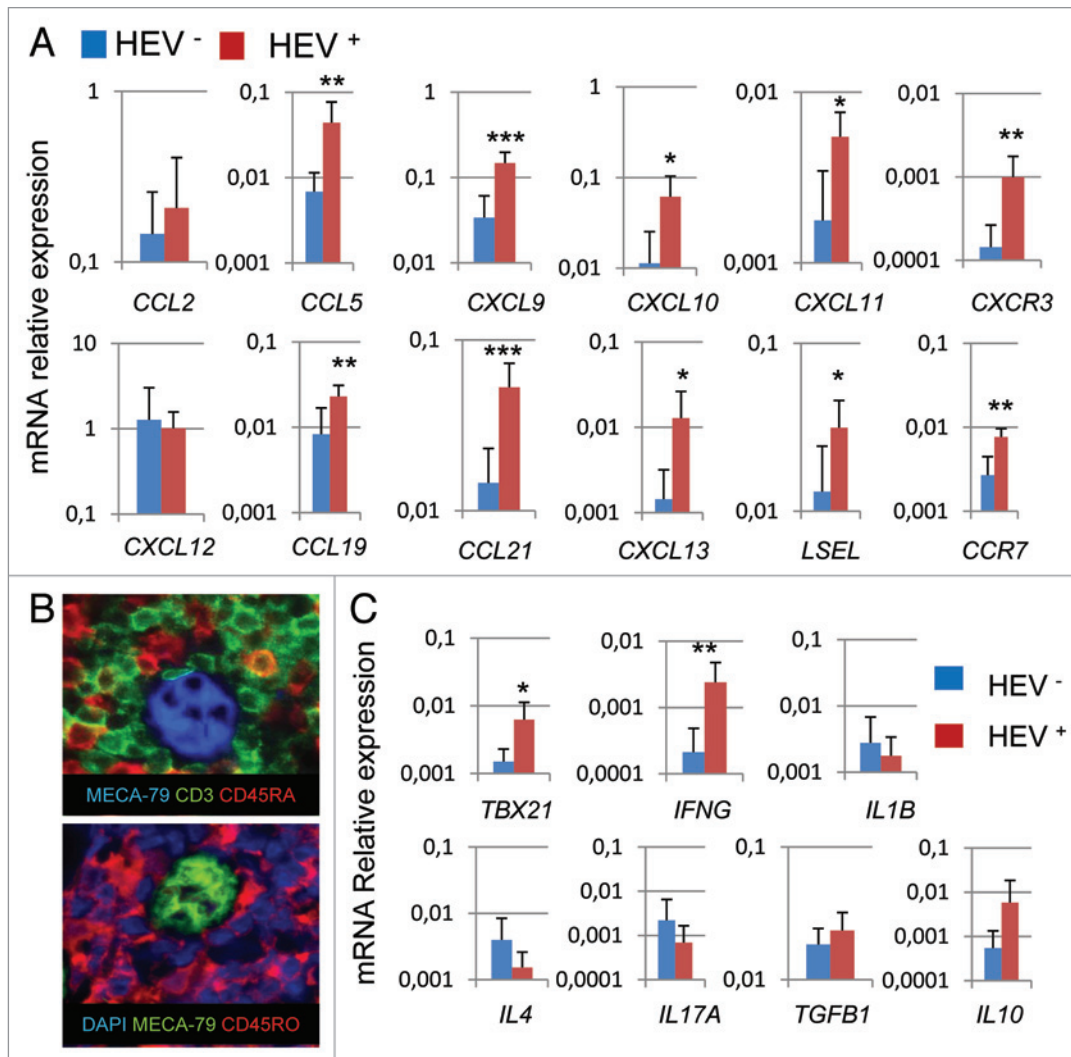 A HEV - HEV +
mRNA relative expression
1 0,1 1 1 0,01 0,01
** *** * * **
0,01 0,1 0,1 0,001
0,1 0,001 0,01 0,01 0,001 0,0001
CCL2 CCL5 CXCL9 CXCL10 CXCL11 CXCR3
10 0,1 0,1 0,1 0,1 0,1
** *** * * **
1 0,01 0,01 0,01
0,1 0,001 0,01 0,001 0,01 0,001
CXCL12 CCL19 CCL21 CXCL13 LSEL CCR7
B
MECA-79 CD3 CD45RA
DAPI MECA-79 CD45RO
C
mRNA Relative expression
0,1 0,01 0,1
* **
0,01 0,001 0,01
0,001 0,0001 0,001
TBX21 IFNG IL1B
HEV -
HEV +
0,1 0,1 0,1 0,1
0,01 0,01 0,01
0,001 0,001
0,001 0,0001 0,01 0,0001
IL4 IL17A TGFB1 IL10